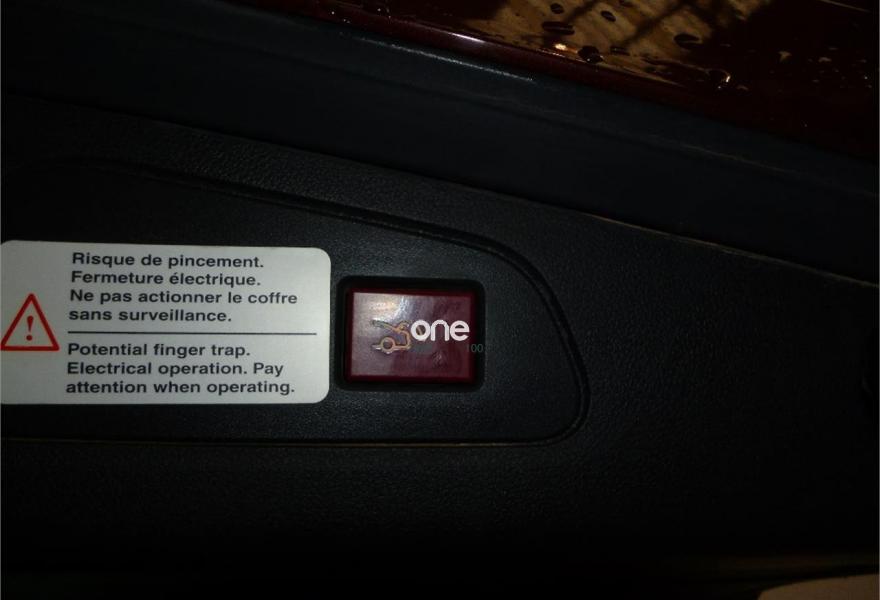 Risque de pincement.
Fermeture électrique.
Ne pas actionner le coffre
sans surveillance.
Potential finger trap.
Electrical operation. Pay
attention when operating.
one
100